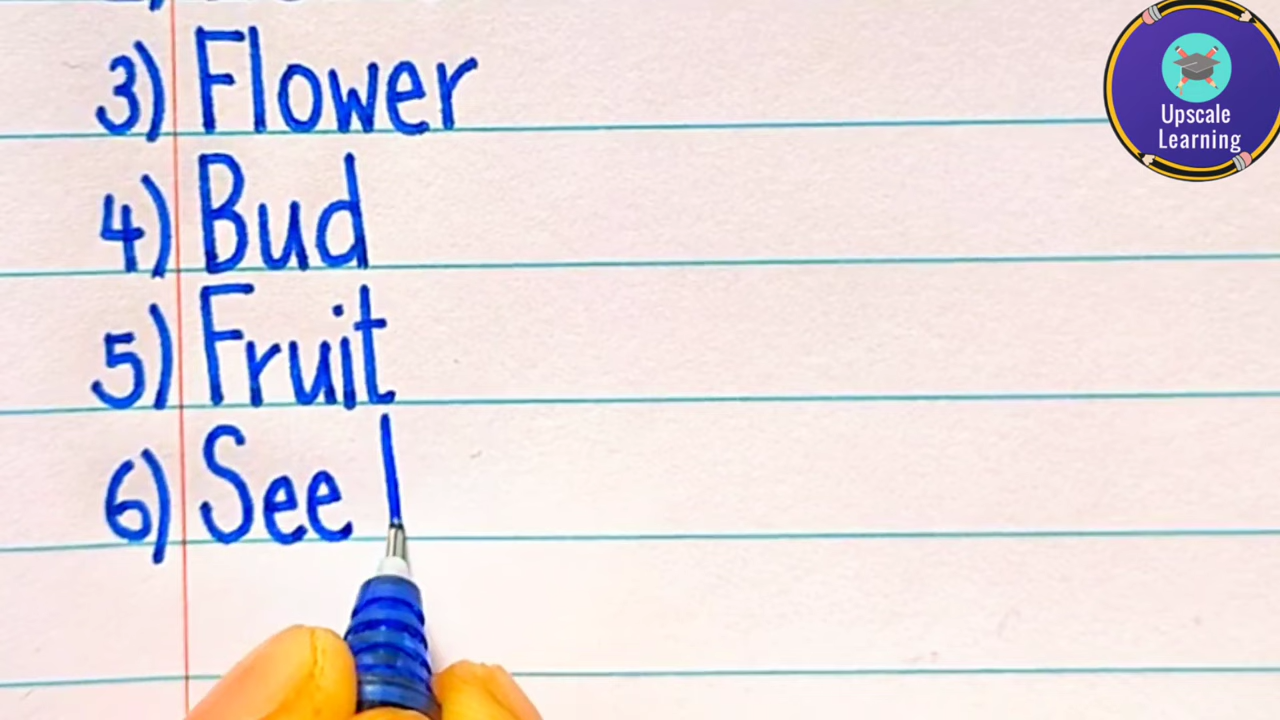 3) Flower
4) Bud
5) Fruit
6) See
Upscale
Learning